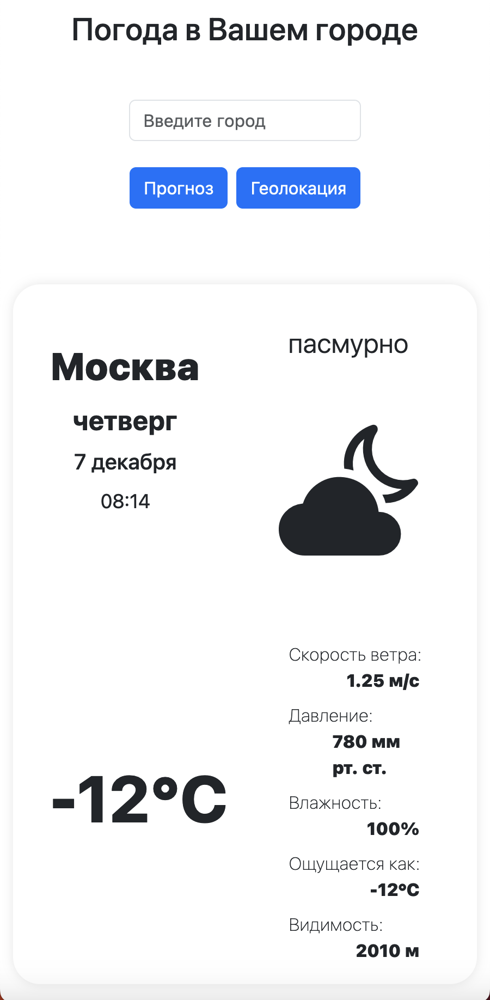 Погода в Вашем городе
Введите город
Прогноз
Геолокация
Москва
четверг
7 декабря
08:14
пасмурно
-12°C
Скорость ветра:
1.25 м/с
Давление:
780 мм
рт. ст.
Влажность:
100%
Ощущается как:
-12°C
Видимость:
2010 м